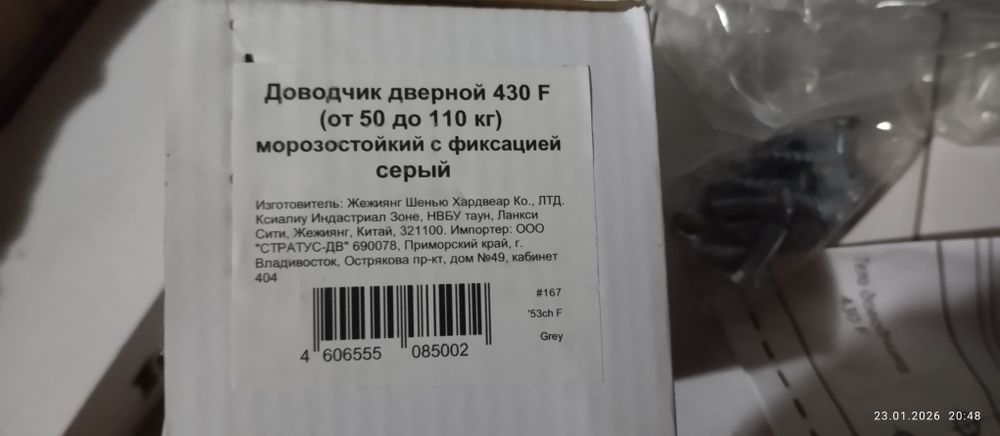 Доводчик дверной 430 F
(от 50 до 110 кг)
морозостойкий с фиксацией
серый
Изготовитель: Жежиянг Шенью Хардвеар Ко., ЛТД.
Ксиалиу Индастриал Зоне, НВБУ таун, Ланкси
Сити, Жежиянг, Китай, 321100. Импортер: ООО
"СТРАТУС-ДВ" 690078, Приморский край, г.
Владивосток, Острякова пр-кт, дом №49, кабинет
404
#167
'53ch F
Grey
4 606555 085002
430 F
23.01.2026 20:48